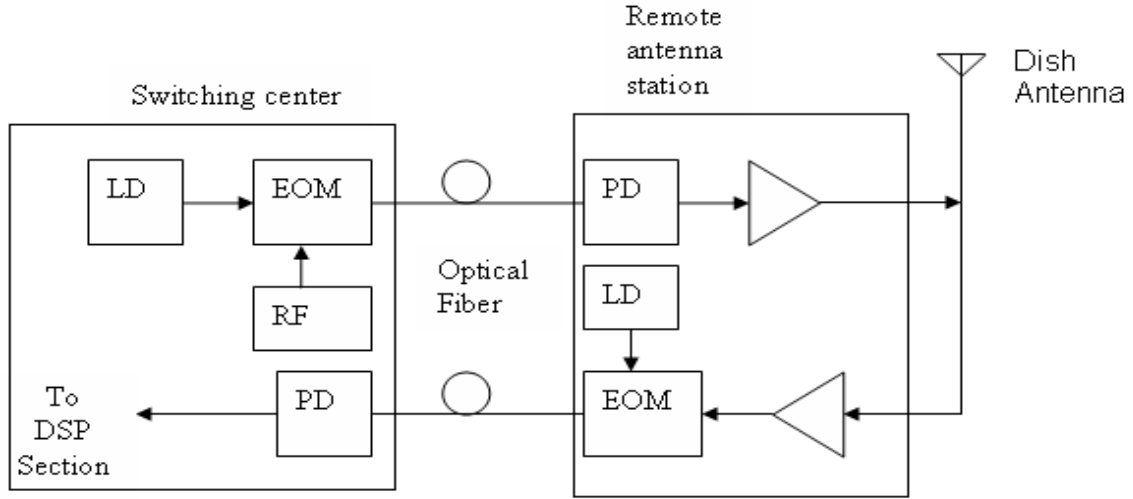 Remote
antenna
station
Dish
Antenna
Switching center
LD
EOM
PD
RF
Optical
Fiber
LD
To
DSP
Section
PD
EOM